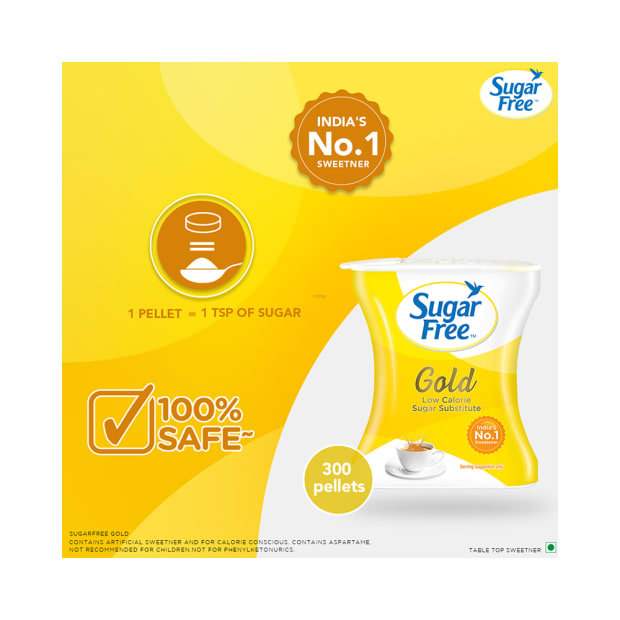 Sugar
Free™
INDIA'S
No.1
SWEETNER
1 PELLET = 1 TSP OF SUGAR
100%
SAFE~
Sugar
Free™
Gold
Low Calorie
Sugar Substitute
India's
No.1
Sweetener
300
pellets
SUGARFREE GOLD
CONTAINS ARTIFICIAL SWEETNER AND FOR CALORIE CONSCIOUS. CONTAINS ASPARTAME.
NOT RECOMMENDED FOR CHILDREN.NOT FOR PHENYLKETONURICS.
TABLE TOP SWEETNER